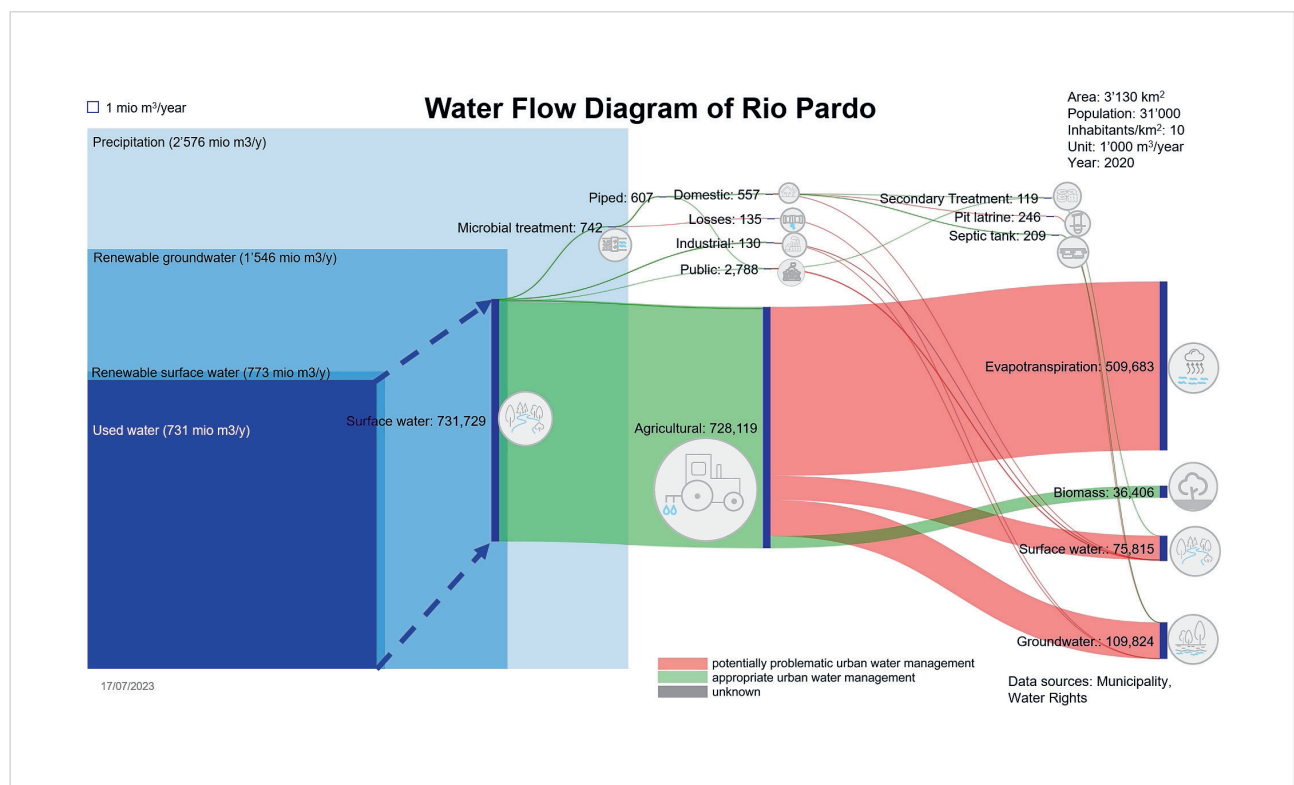 Water Flow Diagram of Rio Pardo
1 mio m³/year
Area: 3'130 km²
Population: 31'000
Inhabitants/km²: 10
Unit: 1'000 m³/year
Year: 2020
Precipitation (2'576 mio m3/y)
Renewable groundwater (1'546 mio m3/y)
Renewable surface water (773 mio m3/y)
Used water (731 mio m3/y)
Surface water: 731,729
Microbial treatment: 742
Piped: 607
Domestic: 557
Losses: 135
Industrial: 130
Public: 2,788
Agricultural: 728,119
Secondary Treatment: 119
Pit latrine: 246
Septic tank: 209
Evapotranspiration: 509,683
Biomass: 36,406
Surface water.: 75,815
Groundwater.: 109,824
potentially problematic urban water management
appropriate urban water management
unknown
Data sources: Municipality,
Water Rights
17/07/2023